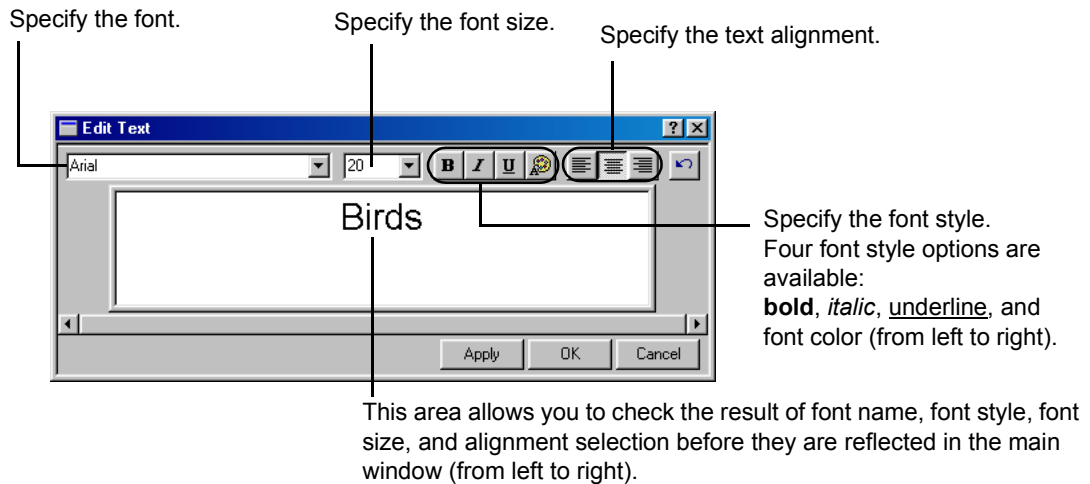 Specify the font.
Specify the font size.
Specify the text alignment.
Edit Text
Arial
20
B I U A
Birds
Specify the font style.
Four font style options are
available:
bold, italic, underline, and
font color (from left to right).
Apply OK Cancel
This area allows you to check the result of font name, font style, font
size, and alignment selection before they are reflected in the main
window (from left to right).